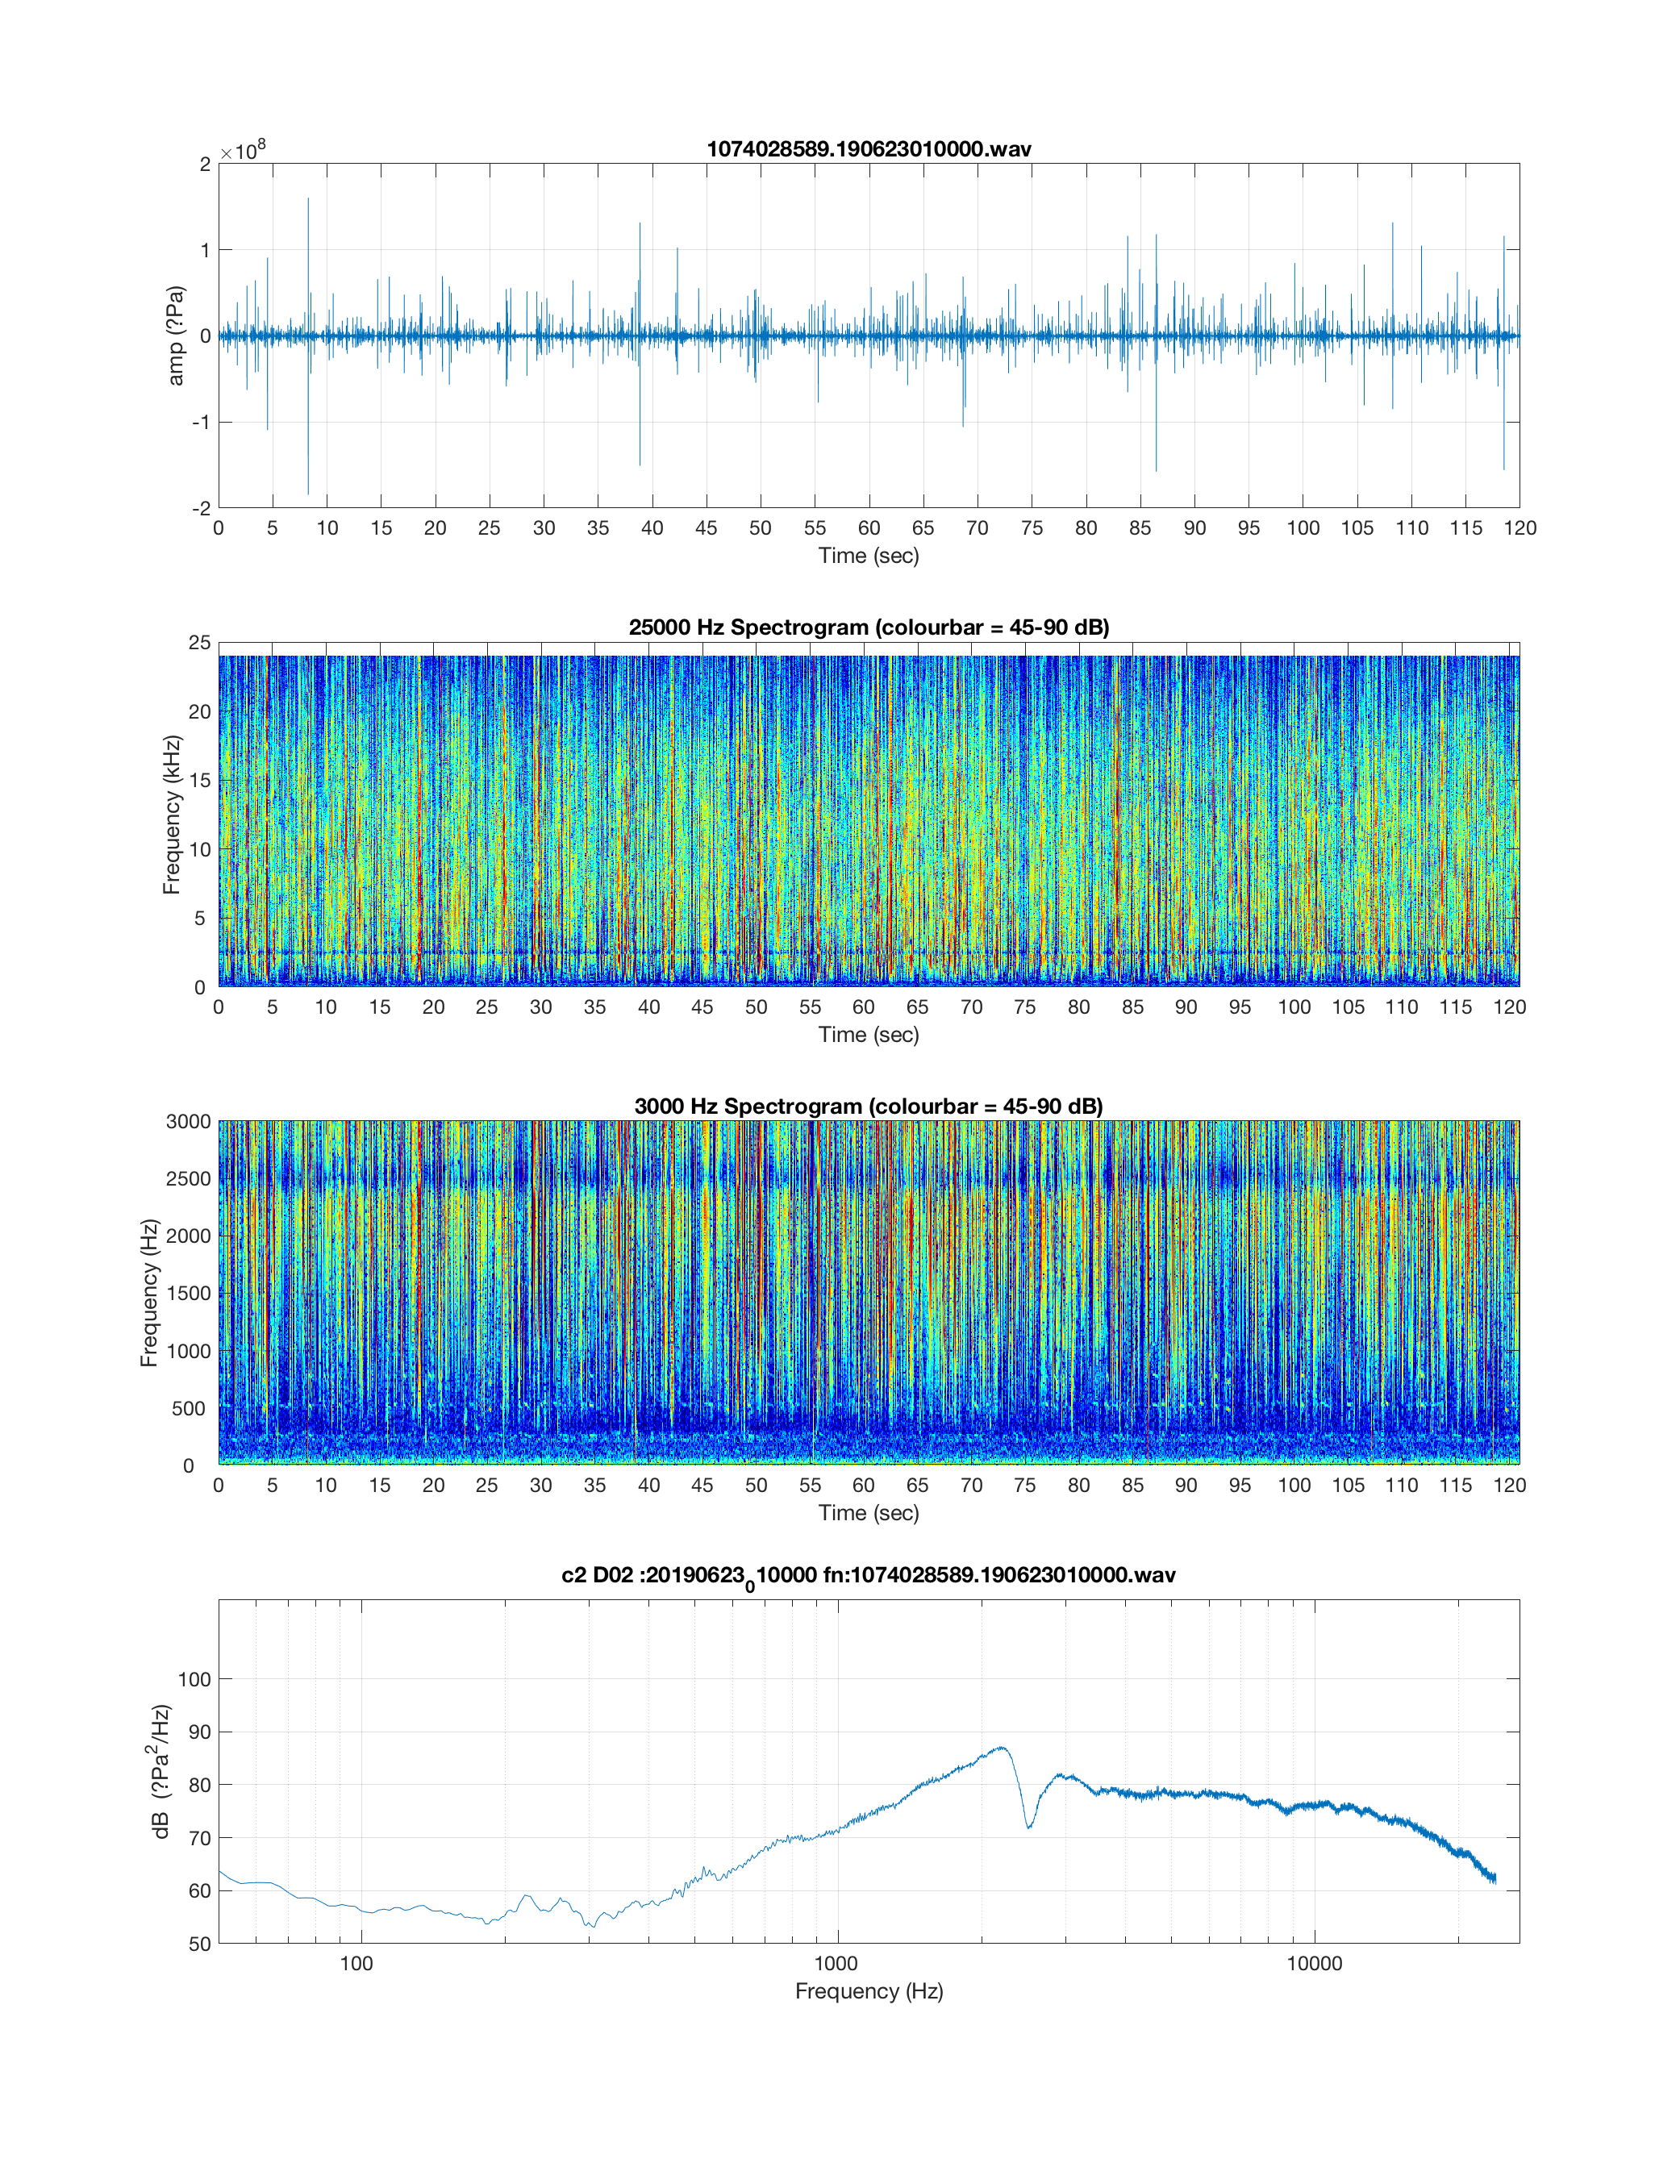 1074028589.190623010000.wav
×10⁸
2
1
0
-1
-2
amp (?Pa)
0 5 10 15 20 25 30 35 40 45 50 55 60 65 70 75 80 85 90 95 100 105 110 115 120
Time (sec)
25000 Hz Spectrogram (colourbar = 45-90 dB)
25
20
15
10
5
0
Frequency (kHz)
0 5 10 15 20 25 30 35 40 45 50 55 60 65 70 75 80 85 90 95 100 105 110 115 120
Time (sec)
3000 Hz Spectrogram (colourbar = 45-90 dB)
3000
2500
2000
1500
1000
500
0
Frequency (Hz)
0 5 10 15 20 25 30 35 40 45 50 55 60 65 70 75 80 85 90 95 100 105 110 115 120
Time (sec)
c2 D02 :20190623₀10000 fn:1074028589.190623010000.wav
100
90
80
70
60
50
dB (?Pa²/Hz)
100 1000 10000
Frequency (Hz)